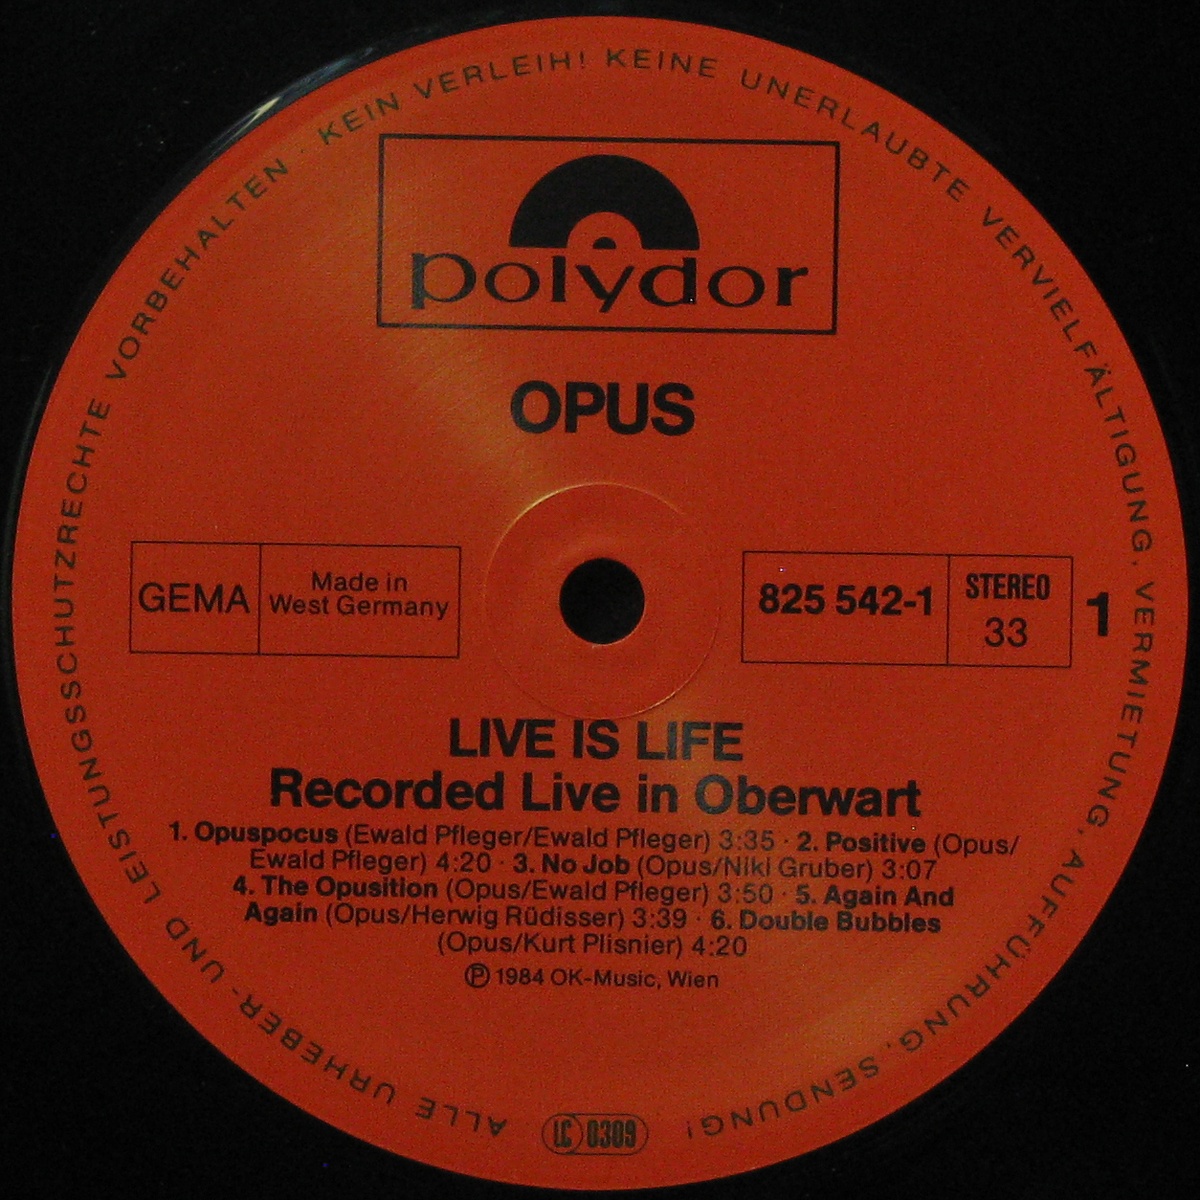 ALLE URHEBER- UND LEISTUNGSSCHUTZRECHTE VORBEHALTEN · KEIN VERLEIH! KEINE UNERLAUBTE VERVIELFÄLTIGUNG, VERMIETUNG, AUFFÜHRUNG, SENDUNG!
polydor
OPUS
GEMA
Made in
West Germany
825 542-1
STEREO
33
1
LIVE IS LIFE
Recorded Live in Oberwart
1. Opuspocus (Ewald Pfleger/Ewald Pfleger) 3:35 · 2. Positive (Opus/
Ewald Pfleger) 4:20 · 3. No Job (Opus/Niki Gruber) 3:07
4. The Opusition (Opus/Ewald Pfleger) 3:50 · 5. Again And
Again (Opus/Herwig Rüdisser) 3:39 · 6. Double Bubbles
(Opus/Kurt Plisnier) 4:20
℗ 1984 OK-Music, Wien
LC 0309